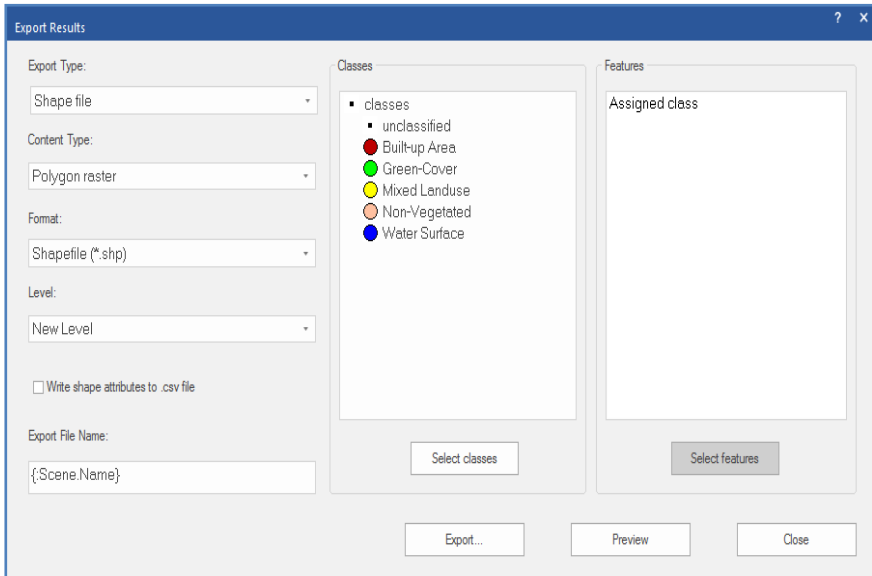 Export Results
? X
Export Type:
Shape file
Content Type:
Polygon raster
Format:
Shapefile (*.shp)
Level:
New Level
Write shape attributes to .csv file
Export File Name:
{:Scene.Name}
Classes
classes
unclassified
Built-up Area
Green-Cover
Mixed Landuse
Non-Vegetated
Water Surface
Select classes
Features
Assigned class
Select features
Export...
Preview
Close